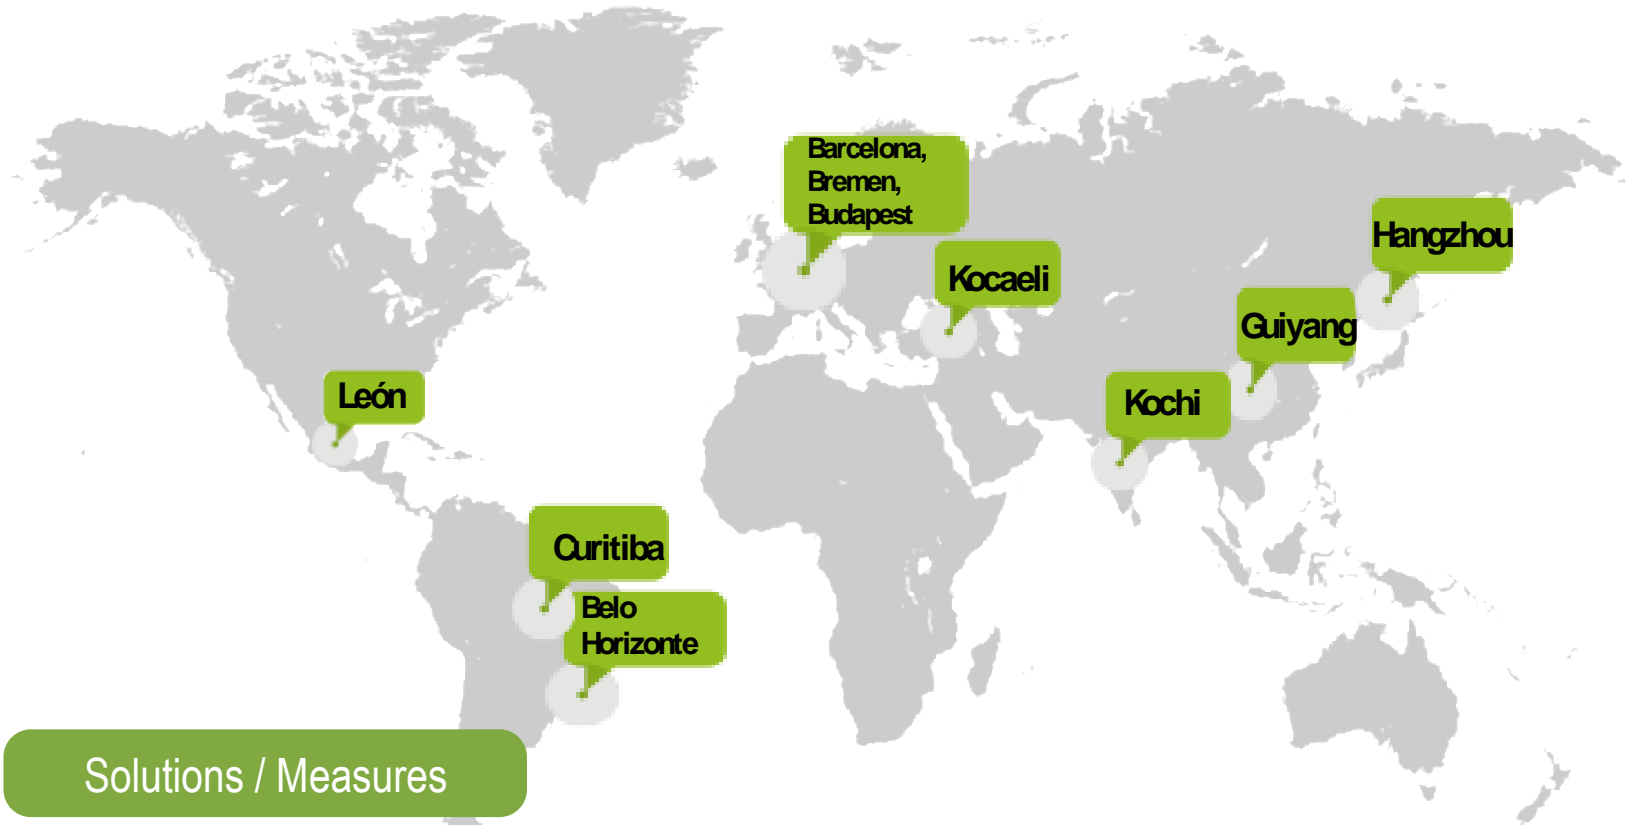 Barcelona,
Bremen,
Budapest
Hangzhou
Kocaeli
Guiyang
León
Kochi
Curitiba
Belo
Horizonte
Solutions / Measures